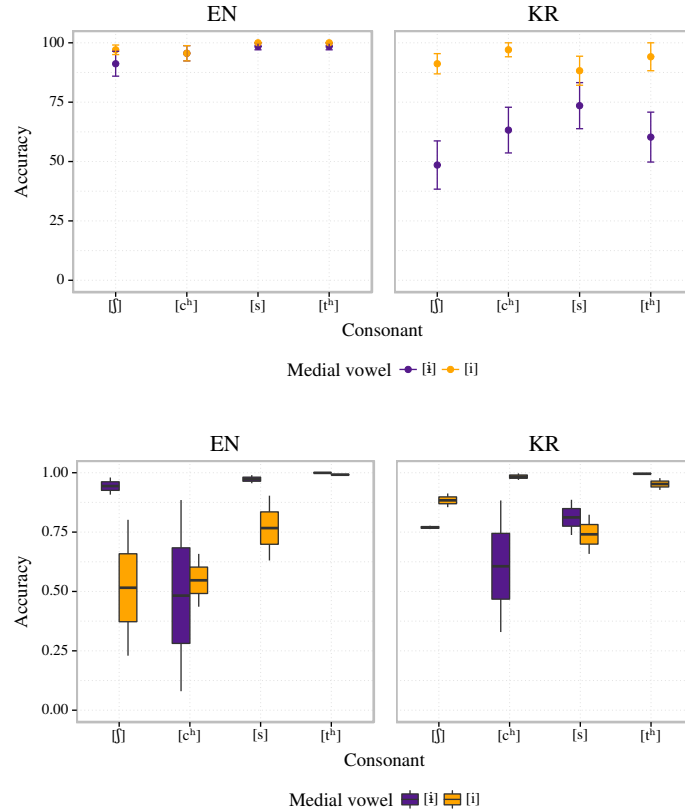 EN KR
100
75
50
25
0
Accuracy
[cʰ] [s] [tʰ] [cʰ] [s] [tʰ]
Consonant
Medial vowel [ɨ] [i]
EN KR
1.00
0.75
0.50
0.25
0.00
Accuracy
[cʰ] [s] [tʰ] [cʰ] [s] [tʰ]
Consonant
Medial vowel [ɨ] [i]